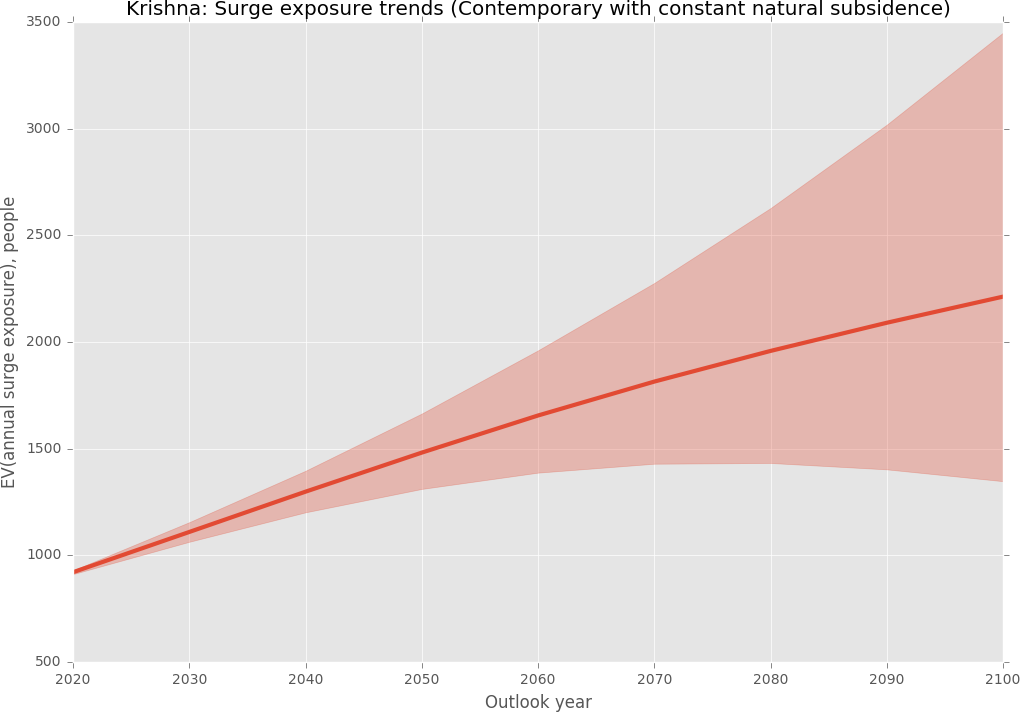 Krishna: Surge exposure trends (Contemporary with constant natural subsidence)
EV(annual surge exposure), people
3500
3000
2500
2000
1500
1000
500
2020 2030 2040 2050 2060 2070 2080 2090 2100
Outlook year